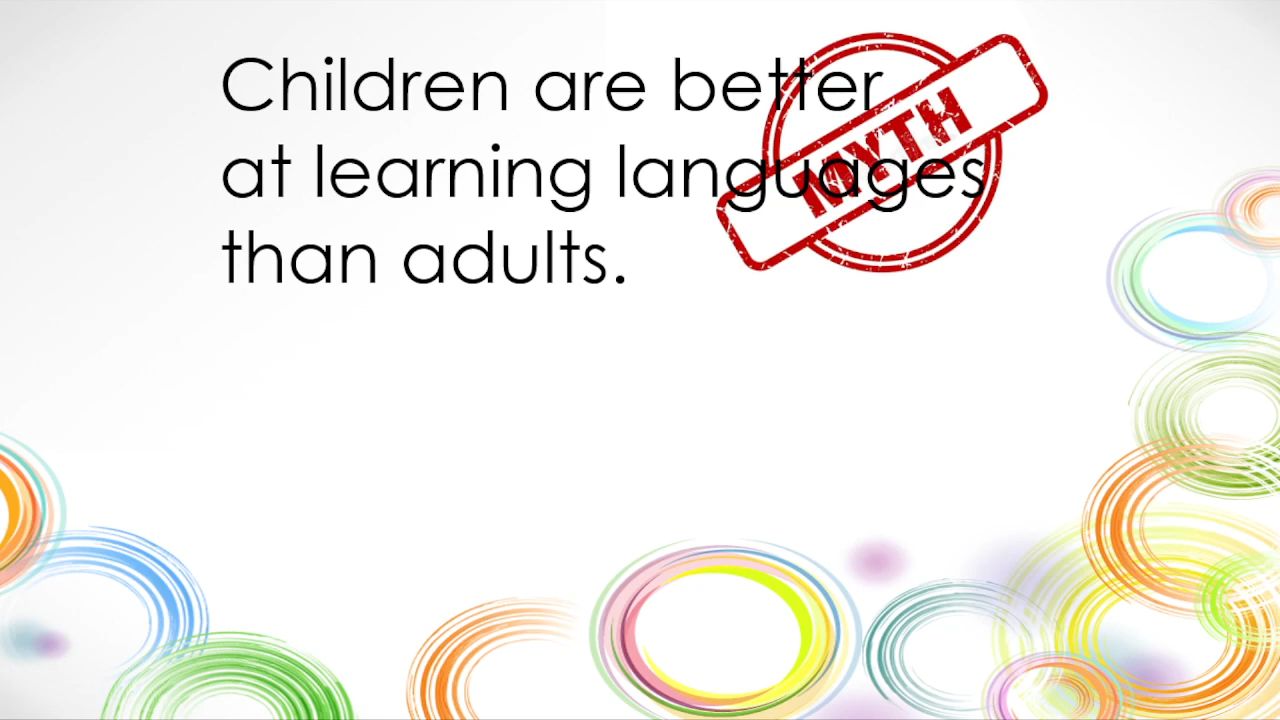 Children are better
at learning languages
than adults.
MYTH